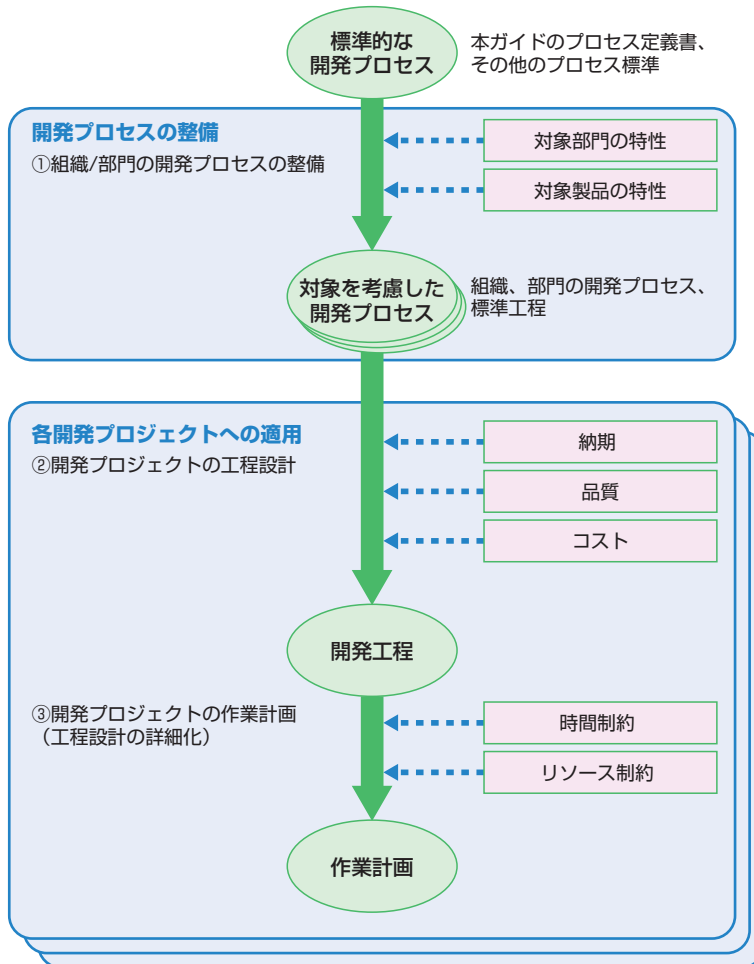 標準的な
開発プロセス
本ガイドのプロセス定義書、
その他のプロセス標準
開発プロセスの整備
①組織/部門の開発プロセスの整備
対象部門の特性
対象製品の特性
対象を考慮した
開発プロセス
組織、部門の開発プロセス、
標準工程
各開発プロジェクトへの適用
②開発プロジェクトの工程設計
納期
品質
コスト
開発工程
③開発プロジェクトの作業計画
（工程設計の詳細化）
時間制約
リソース制約
作業計画